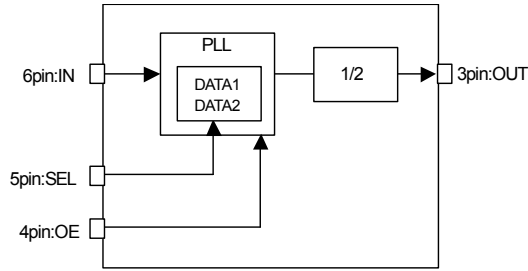 PLL
6pin:IN
DATA1
DATA2
1/2
3pin:OUT
5pin:SEL
4pin:OE